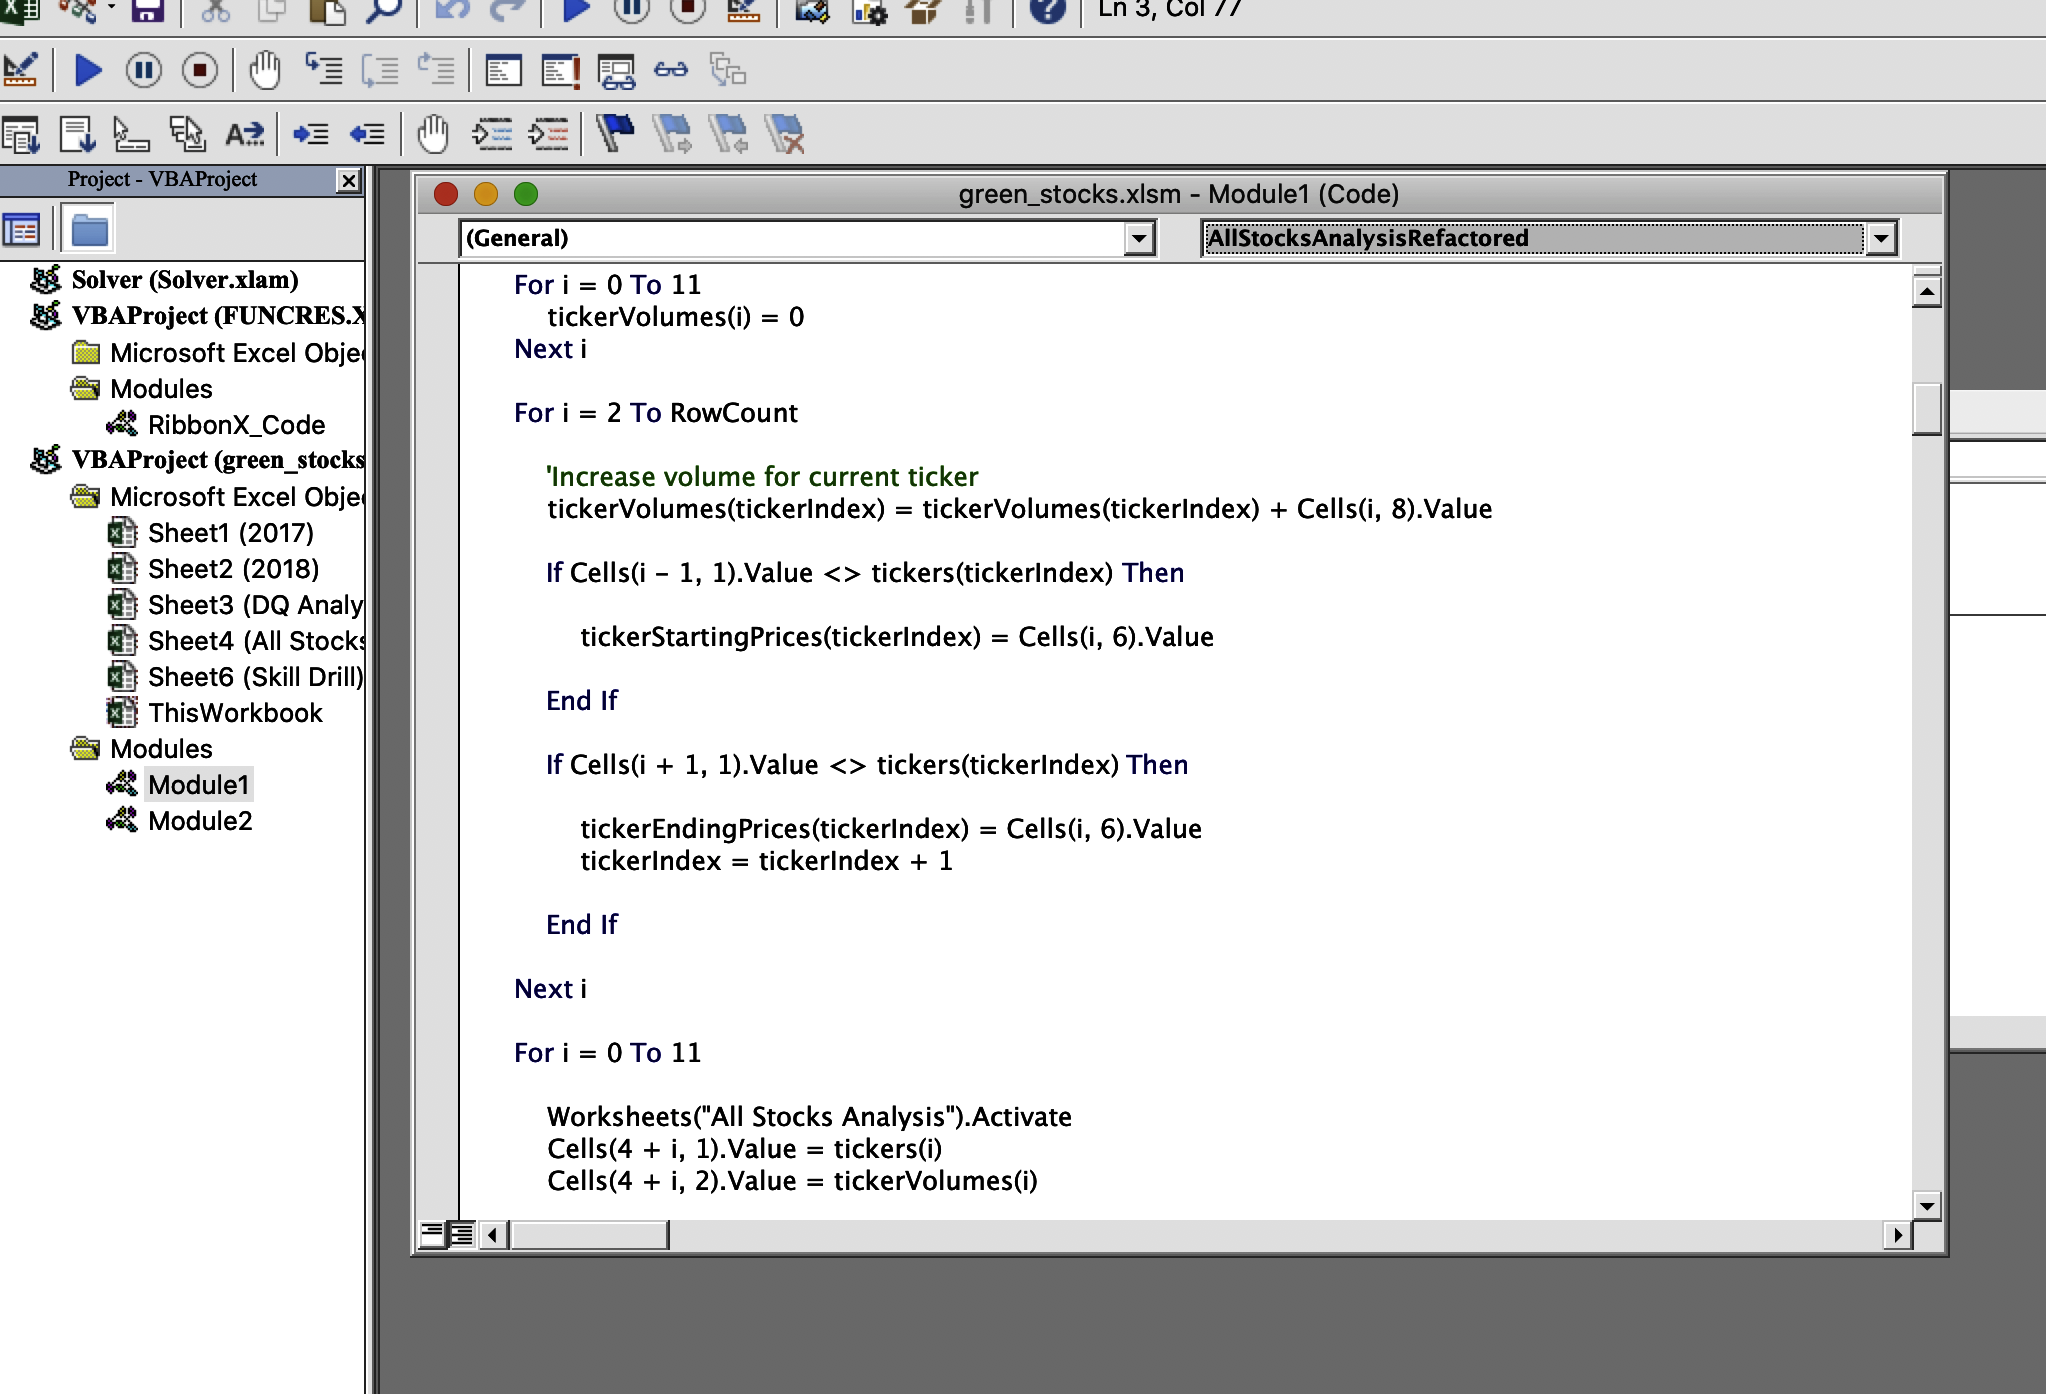 Ln 3, Col 77
Project - VBAProject
Solver (Solver.xlam)
VBAProject (FUNCRES.X
Microsoft Excel Obje
Modules
RibbonX_Code
VBAProject (green_stocks
Microsoft Excel Obje
Sheet1 (2017)
Sheet2 (2018)
Sheet3 (DQ Analy
Sheet4 (All Stocks
Sheet6 (Skill Drill)
ThisWorkbook
Modules
Module1
Module2
green_stocks.xlsm - Module1 (Code)
(General)
AllStocksAnalysisRefactored
For i = 0 To 11
tickerVolumes(i) = 0
Next i
For i = 2 To RowCount
'Increase volume for current ticker
tickerVolumes(tickerIndex) = tickerVolumes(tickerIndex) + Cells(i, 8).Value
If Cells(i - 1, 1).Value <> tickers(tickerIndex) Then
tickerStartingPrices(tickerIndex) = Cells(i, 6).Value
End If
If Cells(i + 1, 1).Value <> tickers(tickerIndex) Then
tickerEndingPrices(tickerIndex) = Cells(i, 6).Value
tickerIndex = tickerIndex + 1
End If
Next i
For i = 0 To 11
Worksheets("All Stocks Analysis").Activate
Cells(4 + i, 1).Value = tickers(i)
Cells(4 + i, 2).Value = tickerVolumes(i)